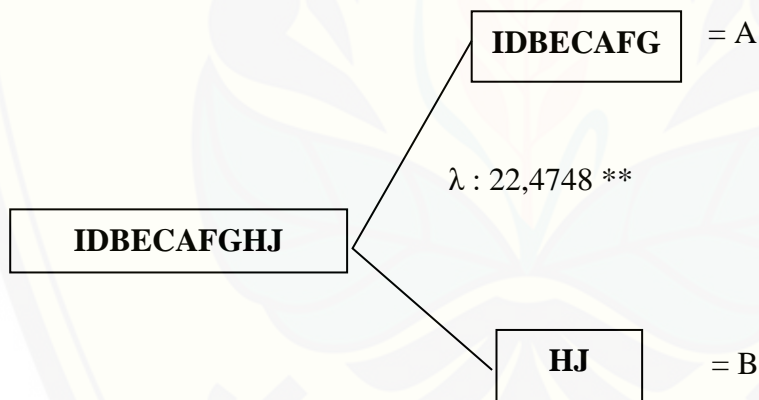 IDBECAFG = A
λ : 22,4748 **
IDBECAFGHJ
HJ = B